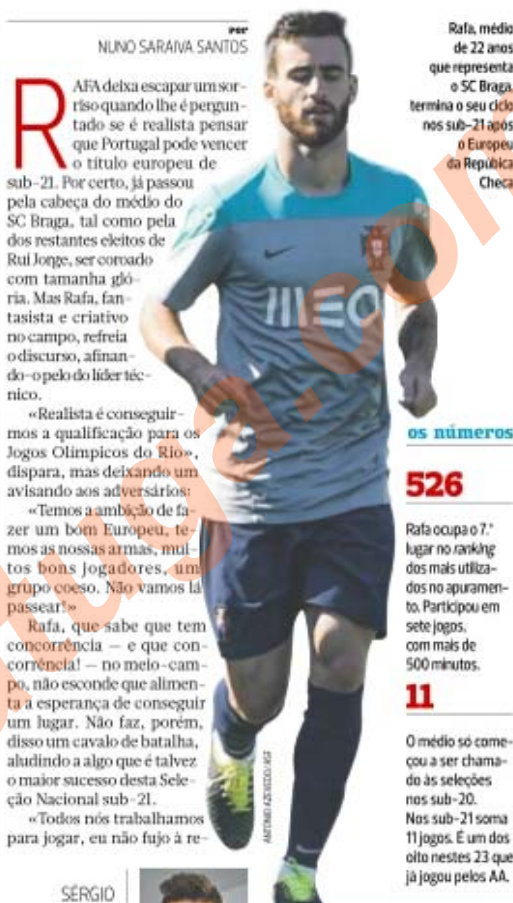 por
NUNO SARAIVA SANTOS
RAFA deixa escapar um sor-
riso quando lhe é pergun-
tado se é realista pensar
que Portugal pode vencer
o título europeu de
sub-21. Por certo, já passou
pela cabeça do médio do
SC Braga, tal como pela
dos restantes eleitos de
Rui Jorge, ser coroado
com tamanha gló-
ria. Mas Rafa, fan-
tasista e criativo
no campo, refreia
o discurso, afinan-
do-o pelo do líder téc-
nico.
«Realista é conseguir-
mos a qualificação para os
Jogos Olímpicos do Rio»,
dispara, mas deixando um
avisando aos adversários:
«Temos a ambição de fa-
zer um bom Europeu, te-
mos as nossas armas, mui-
tos bons jogadores, um
grupo coeso. Não vamos lá
passear!»
Rafa, que sabe que tem
concorrência — e que con-
corrência! — no meio-cam-
po, não esconde que alimen-
ta a esperança de conseguir
um lugar. Não faz, porém,
disso um cavalo de batalha,
aludindo a algo que é talvez
o maior sucesso desta Sele-
ção Nacional sub-21.
«Todos nós trabalhamos
para jogar, eu não fujo à re-
SÉRGIO
meo
ANTÓNIO AZEVEDO/ASF
Rafa, médio
de 22 anos
que representa
o SC Braga,
termina o seu ciclo
nos sub-21 após
o Europeu
da República
Checa
os números
526
Rafa ocupa o 7.º
lugar no ranking
dos mais utiliza-
dos no apuramen-
to. Participou em
sete jogos,
com mais de
500 minutos.
11
O médio só come-
çou a ser chama-
do às seleções
nos sub-20.
Nos sub-21 soma
11 jogos. É um dos
oito nestes 23 que
já jogou pelos AA.
tuga.com